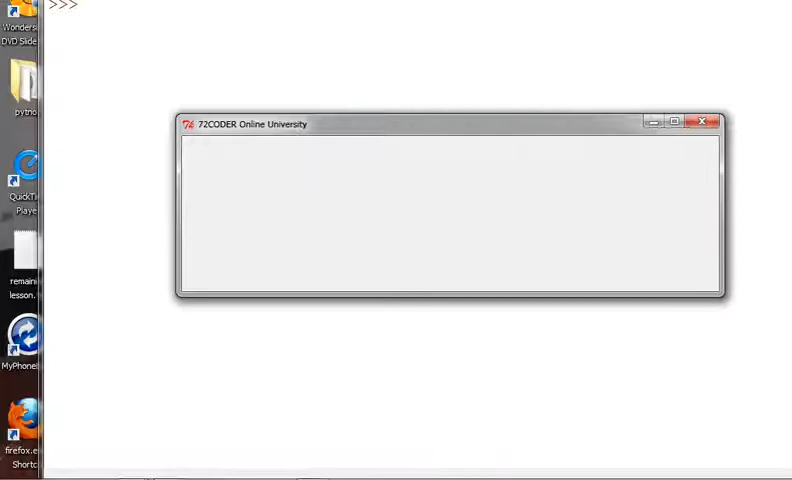 >>>
Wonders
DVD Slide
pytho
QuickTi
Playe
remaini
lesson.
MyPhone
firefox.e
Shortc
72CODER Online University